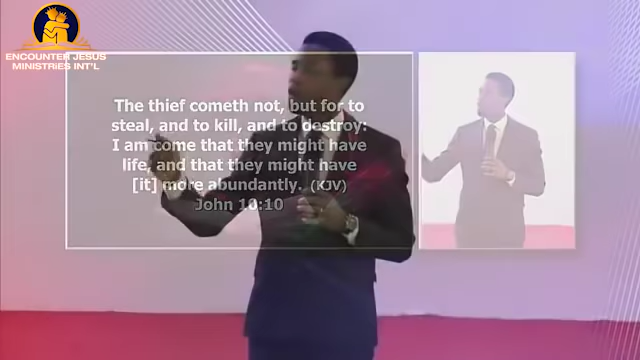 ENCOUNTER JESUS
MINISTRIES INT'L
The thief cometh not, but for to
steal, and to kill, and to destroy:
I am come that they might have
life, and that they might have
[it] more abundantly. (KJV)
John 10:10